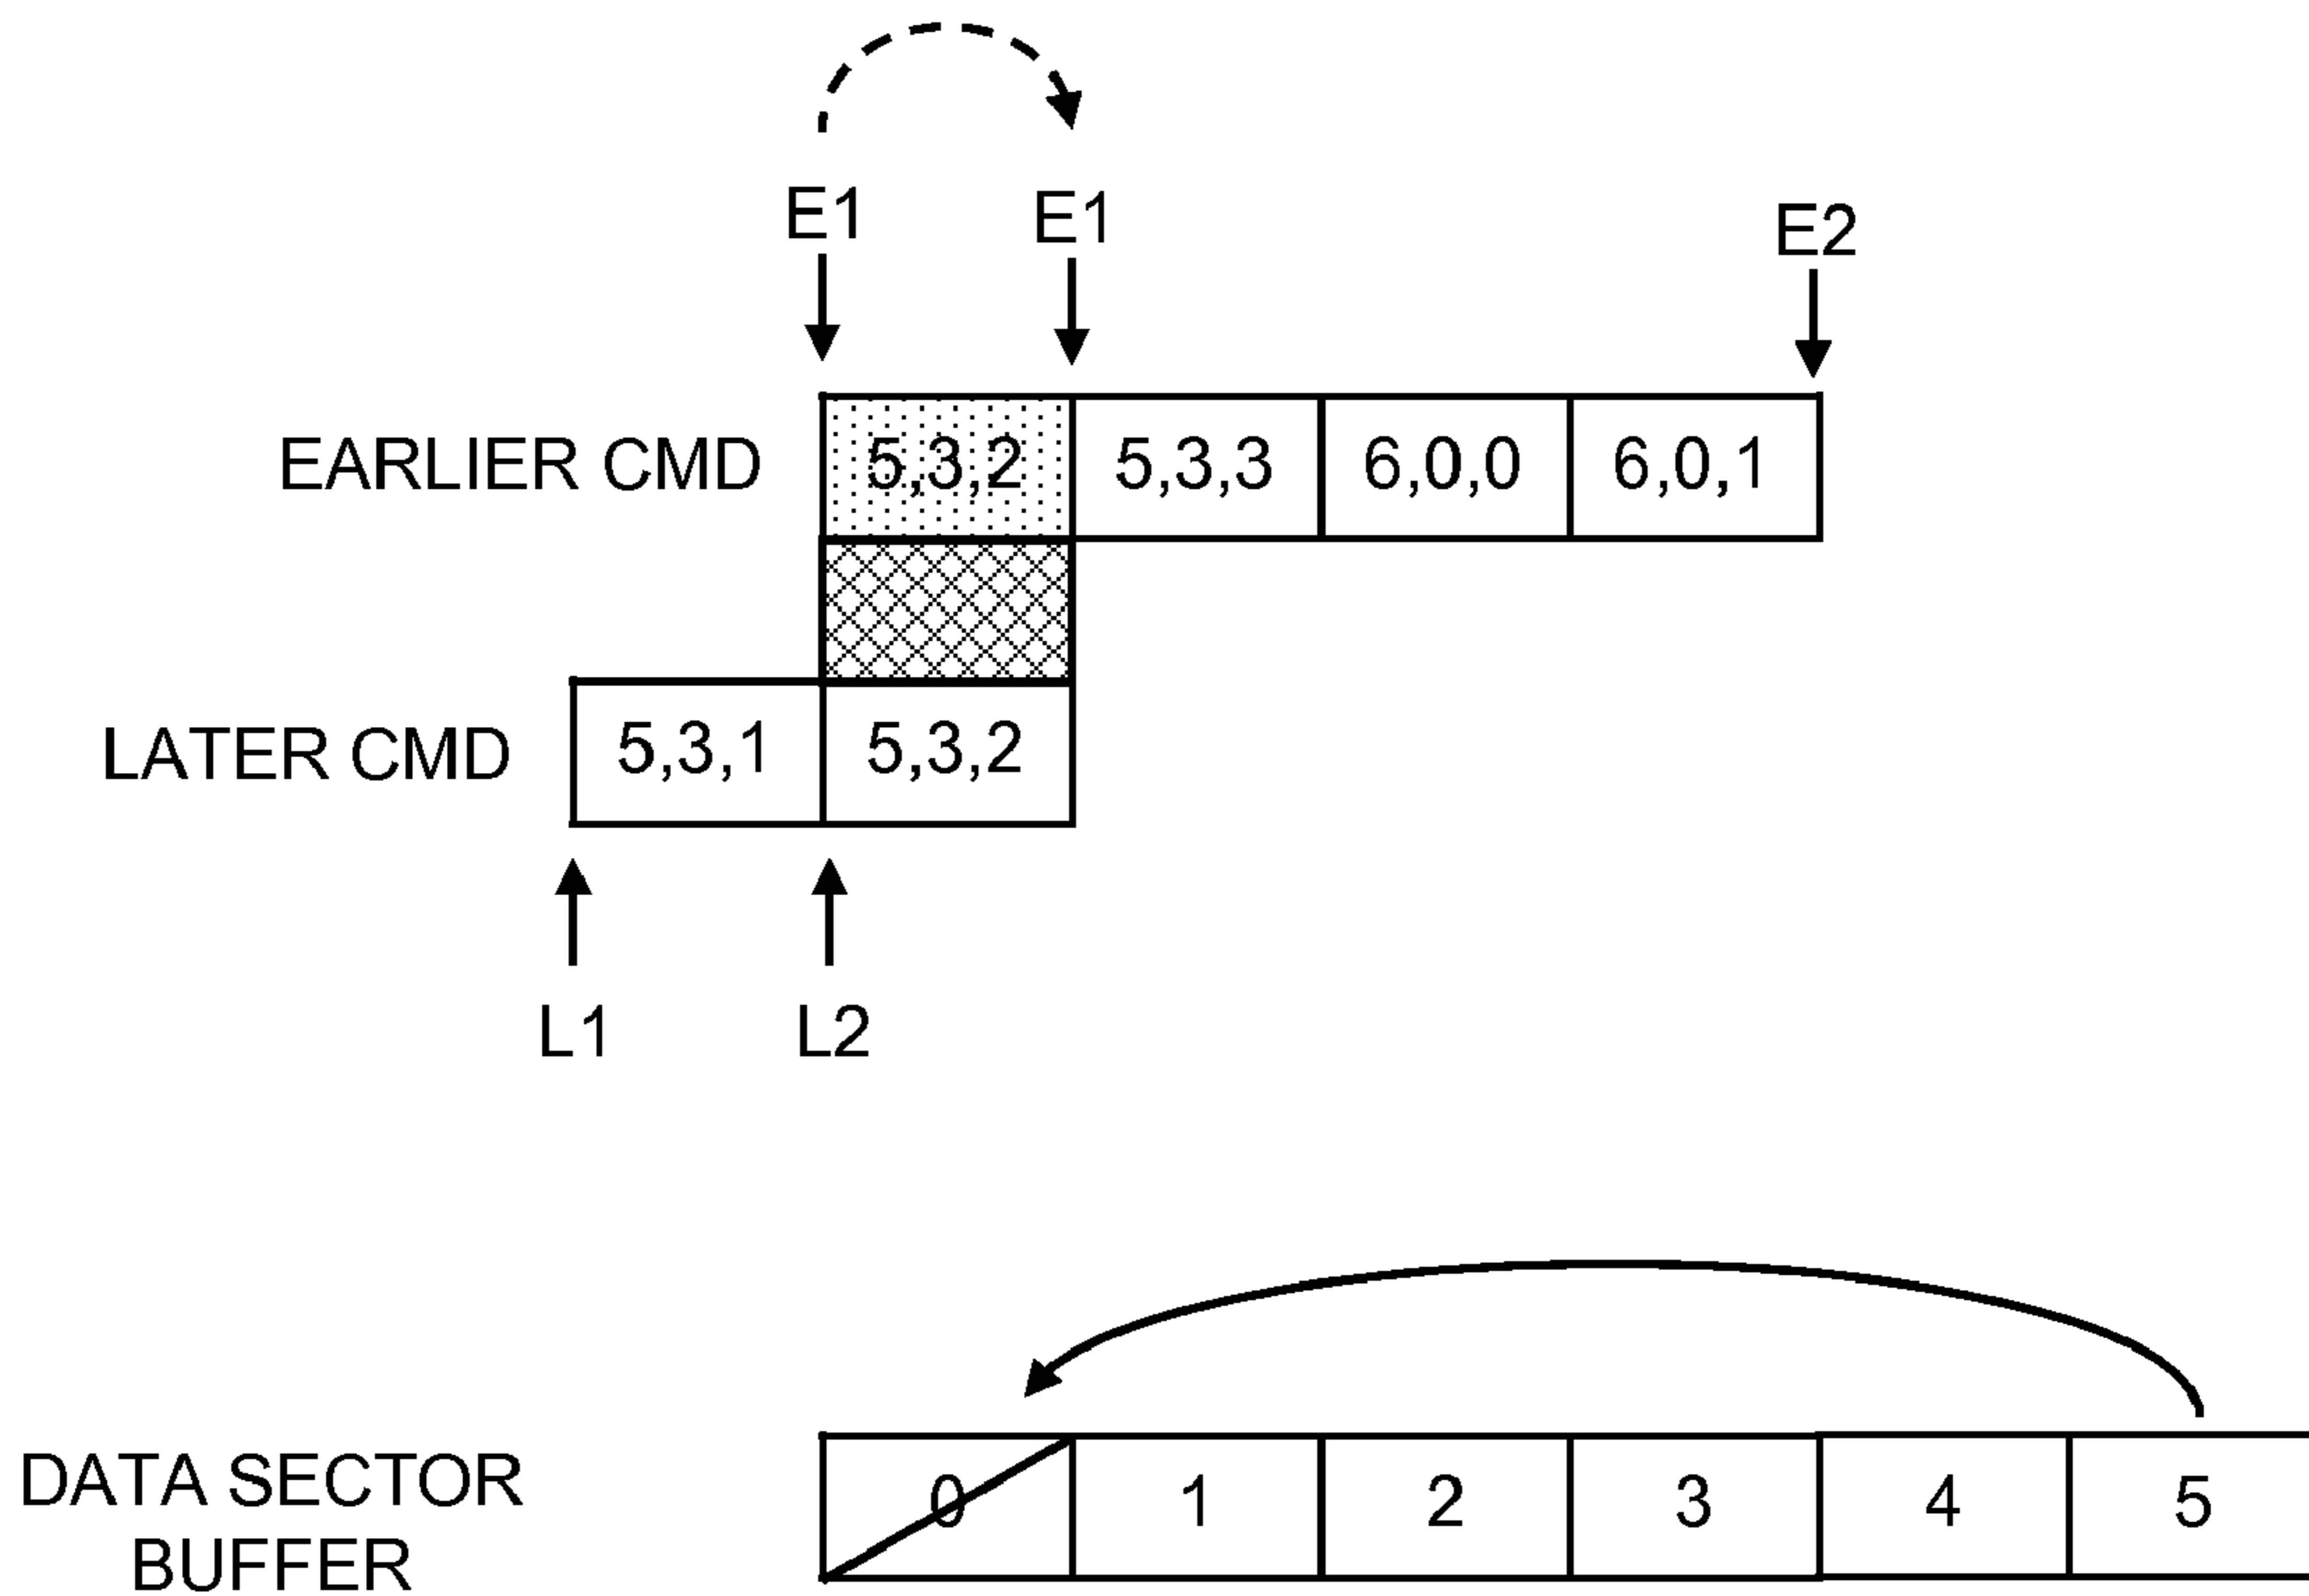 E1 E1 E2
EARLIER CMD 5,3,2 5,3,3 6,0,0 6,0,1
LATER CMD 5,3,1 5,3,2
L1 L2
DATA SECTOR
BUFFER
0 1 2 3 4 5